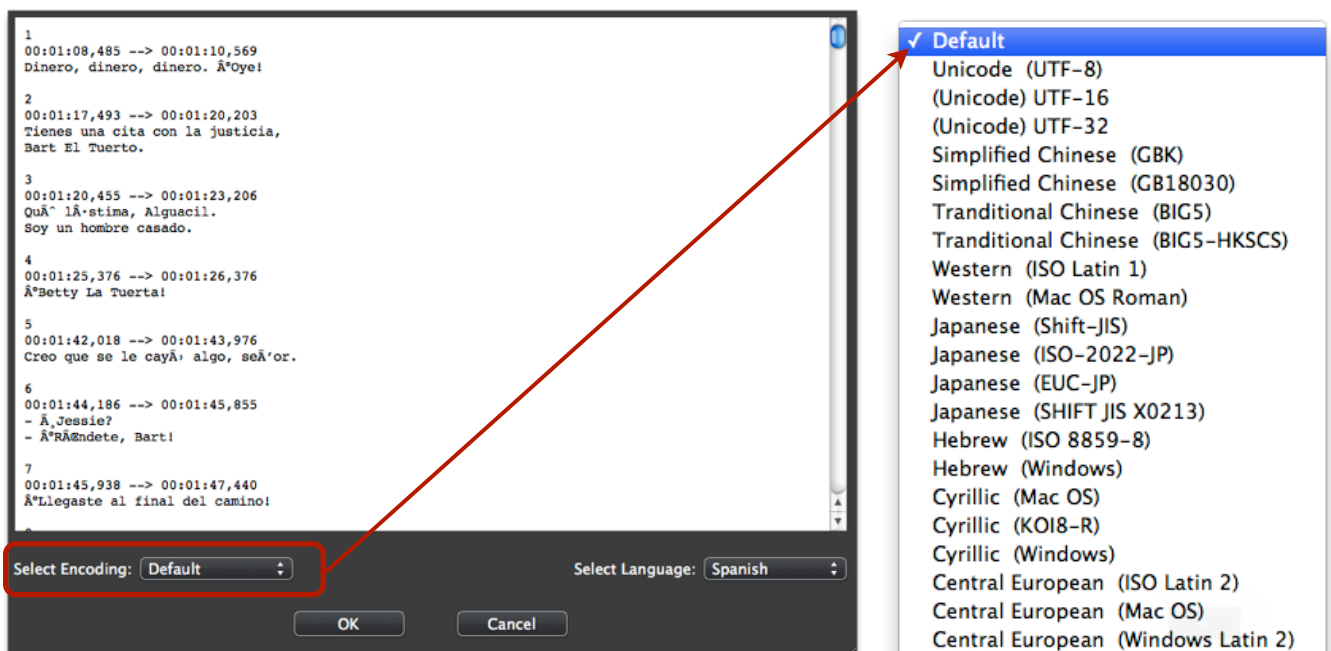 1
00:01:08,485 --> 00:01:10,569
Dinero, dinero, dinero. Â°Oye!
2
00:01:17,493 --> 00:01:20,203
Tienes una cita con la justicia,
Bart El Tuerto.
3
00:01:20,455 --> 00:01:23,206
QuÃˆ lÂ·stima, Alguacil.
Soy un hombre casado.
4
00:01:25,376 --> 00:01:26,376
Â°Betty La Tuerta!
5
00:01:42,018 --> 00:01:43,976
Creo que se le cayÃ› algo, seÃ’or.
6
00:01:44,186 --> 00:01:45,855
- Ã¸Jessie?
- Â°RÃŒndete, Bart!
7
00:01:45,938 --> 00:01:47,440
Â°Llegaste al final del camino!
Select Encoding: Default
Select Language: Spanish
OK
Cancel
✓ Default
Unicode (UTF-8)
(Unicode) UTF-16
(Unicode) UTF-32
Simplified Chinese (GBK)
Simplified Chinese (GB18030)
Tranditional Chinese (BIG5)
Tranditional Chinese (BIG5-HKSCS)
Western (ISO Latin 1)
Western (Mac OS Roman)
Japanese (Shift-JIS)
Japanese (ISO-2022-JP)
Japanese (EUC-JP)
Japanese (SHIFT JIS X0213)
Hebrew (ISO 8859-8)
Hebrew (Windows)
Cyrillic (Mac OS)
Cyrillic (KOI8-R)
Cyrillic (Windows)
Central European (ISO Latin 2)
Central European (Mac OS)
Central European (Windows Latin 2)